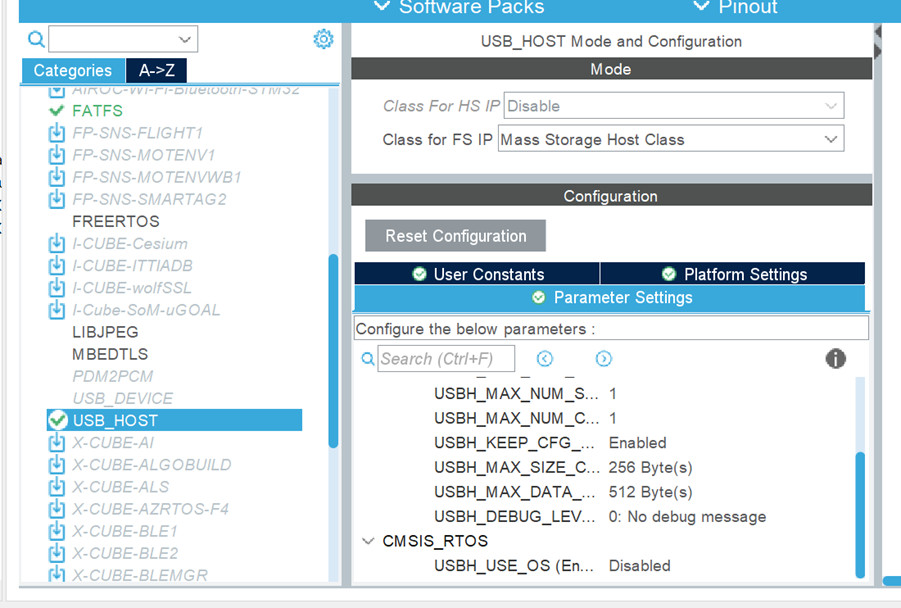 Software Packs
Pinout
Categories
A->Z
AIROC-Wi-Fi-Bluetooth-STM32
FATFS
FP-SNS-FLIGHT1
FP-SNS-MOTENV1
FP-SNS-MOTENVWB1
FP-SNS-SMARTAG2
FREERTOS
I-CUBE-Cesium
I-CUBE-ITTIADB
I-CUBE-wolfSSL
I-Cube-SoM-uGOAL
LIBJPEG
MBEDTLS
PDM2PCM
USB_DEVICE
USB_HOST
X-CUBE-AI
X-CUBE-ALGOBUILD
X-CUBE-ALS
X-CUBE-AZRTOS-F4
X-CUBE-BLE1
X-CUBE-BLE2
X-CUBE-BLEMGR
USB_HOST Mode and Configuration
Mode
Class For HS IP Disable
Class for FS IP Mass Storage Host Class
Configuration
Reset Configuration
User Constants
Platform Settings
Parameter Settings
Configure the below parameters :
Search (Ctrl+F)
USBH_MAX_NUM_S... 1
USBH_MAX_NUM_C... 1
USBH_KEEP_CFG_... Enabled
USBH_MAX_SIZE_C... 256 Byte(s)
USBH_MAX_DATA_... 512 Byte(s)
USBH_DEBUG_LEV... 0: No debug message
CMSIS_RTOS
USBH_USE_OS (En... Disabled